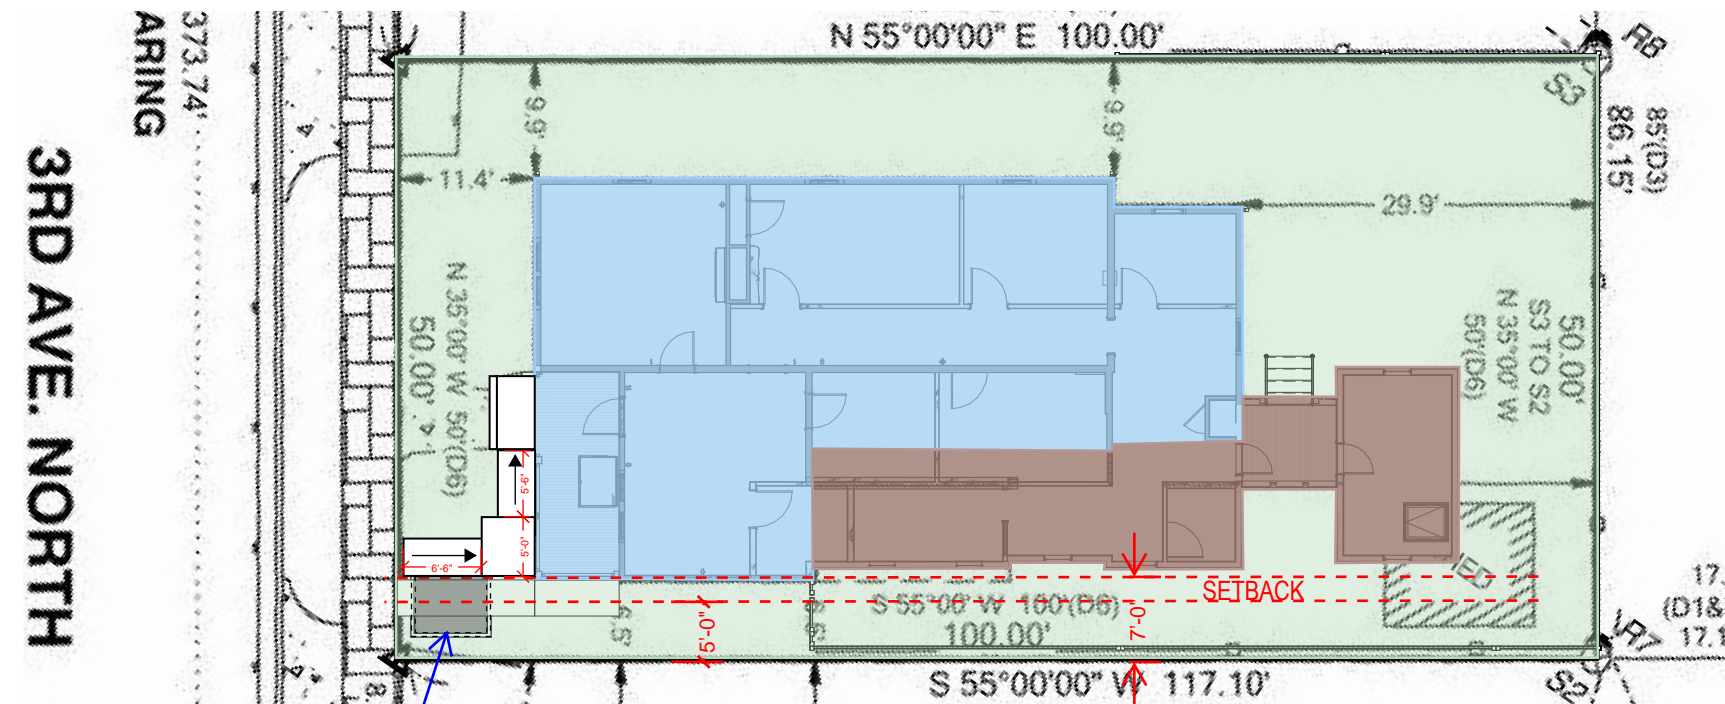 N 55°00'00" E 100.00'
R8
S3
373.74'
ARING
9.9'
9.9'
85'(D3)
86.15'
11.4'
29.9'
3RD AVE. NORTH
N 35°00' W 50'(D6)
50.00'
50.00'
S3 TO S2
N 35°00' W
50'(D6)
5'-6"
5'-0"
6'-6"
SETBACK
S 55°00' W 100'(D6)
100.00'
5'-0"
7'-0"
17.
(D1&
17.1
S 55°00'00" W 117.10'